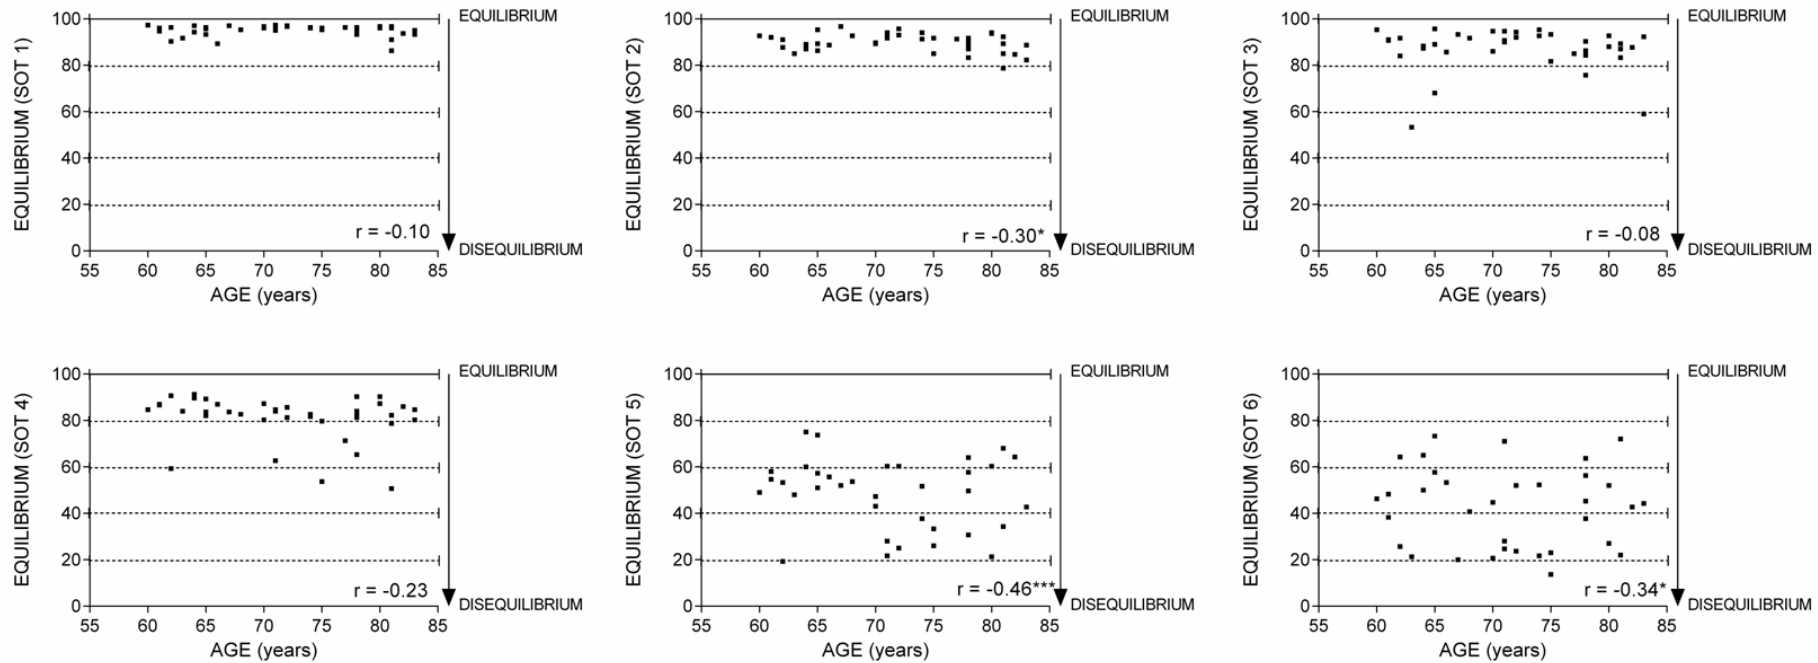 EQUILIBRIUM (SOT 1)
100
80
60
40
20
0
55 60 65 70 75 80 85
AGE (years)
r = -0.10
EQUILIBRIUM
DISEQUILIBRIUM
EQUILIBRIUM (SOT 2)
100
80
60
40
20
0
55 60 65 70 75 80 85
AGE (years)
r = -0.30*
EQUILIBRIUM
DISEQUILIBRIUM
EQUILIBRIUM (SOT 3)
100
80
60
40
20
0
55 60 65 70 75 80 85
AGE (years)
r = -0.08
EQUILIBRIUM
DISEQUILIBRIUM
EQUILIBRIUM (SOT 4)
100
80
60
40
20
0
55 60 65 70 75 80 85
AGE (years)
r = -0.23
EQUILIBRIUM
DISEQUILIBRIUM
EQUILIBRIUM (SOT 5)
100
80
60
40
20
0
55 60 65 70 75 80 85
AGE (years)
r = -0.46***
EQUILIBRIUM
DISEQUILIBRIUM
EQUILIBRIUM (SOT 6)
100
80
60
40
20
0
55 60 65 70 75 80 85
AGE (years)
r = -0.34*
EQUILIBRIUM
DISEQUILIBRIUM